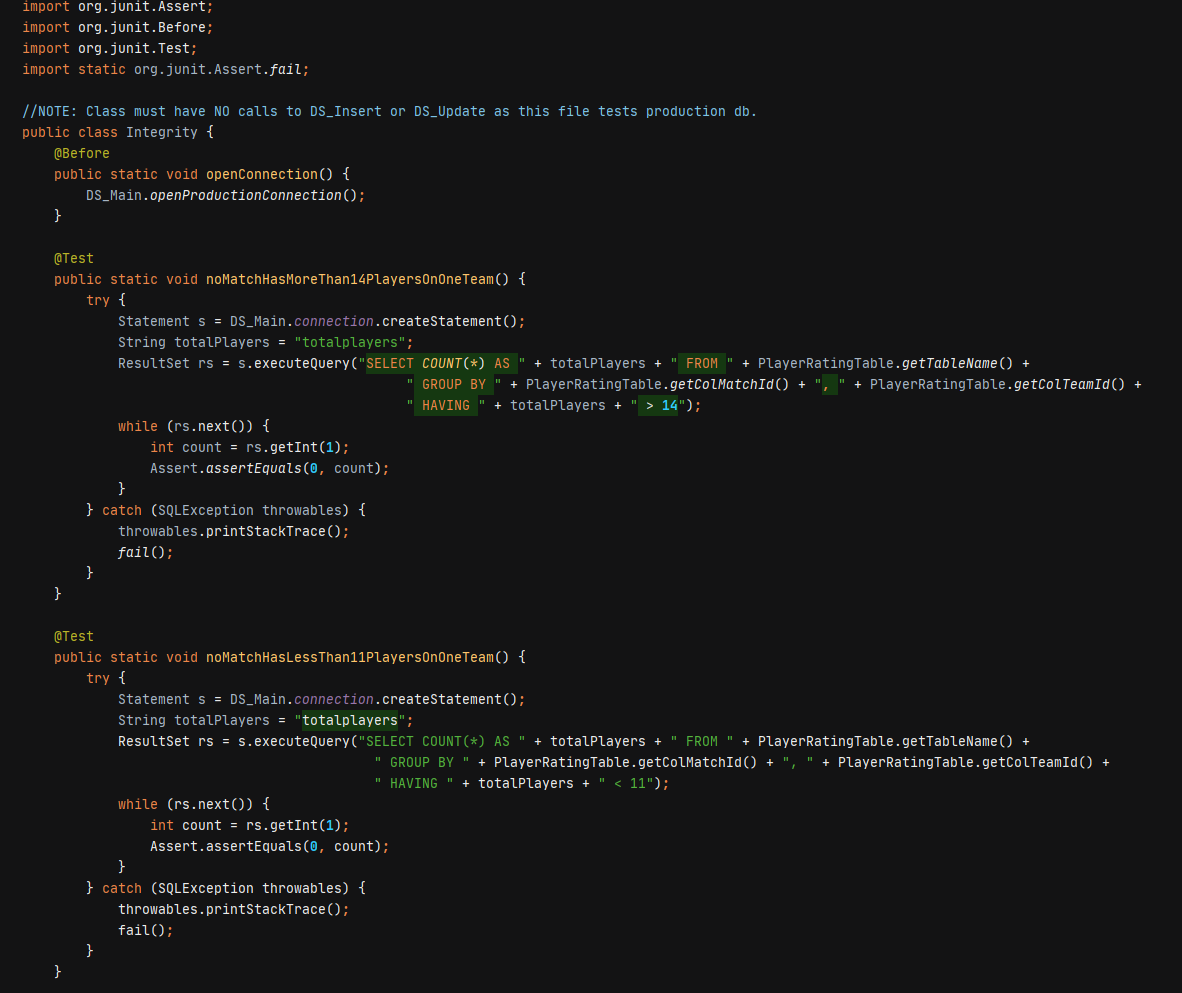 import org.junit.Assert;
import org.junit.Before;
import org.junit.Test;
import static org.junit.Assert.fail;

//NOTE: Class must have NO calls to DS_Insert or DS_Update as this file tests production db.
public class Integrity {
    @Before
    public static void openConnection() {
        DS_Main.openProductionConnection();
    }

    @Test
    public static void noMatchHasMoreThan14PlayersOnOneTeam() {
        try {
            Statement s = DS_Main.connection.createStatement();
            String totalPlayers = "totalplayers";
            ResultSet rs = s.executeQuery("SELECT COUNT(*) AS " + totalPlayers + " FROM " + PlayerRatingTable.getTableName() +
                                                " GROUP BY " + PlayerRatingTable.getColMatchId() + ", " + PlayerRatingTable.getColTeamId() +
                                                " HAVING " + totalPlayers + " > 14");
            while (rs.next()) {
                int count = rs.getInt(1);
                Assert.assertEquals(0, count);
            }
        } catch (SQLException throwables) {
            throwables.printStackTrace();
            fail();
        }
    }

    @Test
    public static void noMatchHasLessThan11PlayersOnOneTeam() {
        try {
            Statement s = DS_Main.connection.createStatement();
            String totalPlayers = "totalplayers";
            ResultSet rs = s.executeQuery("SELECT COUNT(*) AS " + totalPlayers + " FROM " + PlayerRatingTable.getTableName() +
                                            " GROUP BY " + PlayerRatingTable.getColMatchId() + ", " + PlayerRatingTable.getColTeamId() +
                                            " HAVING " + totalPlayers + " < 11");
            while (rs.next()) {
                int count = rs.getInt(1);
                Assert.assertEquals(0, count);
            }
        } catch (SQLException throwables) {
            throwables.printStackTrace();
            fail();
        }
    }